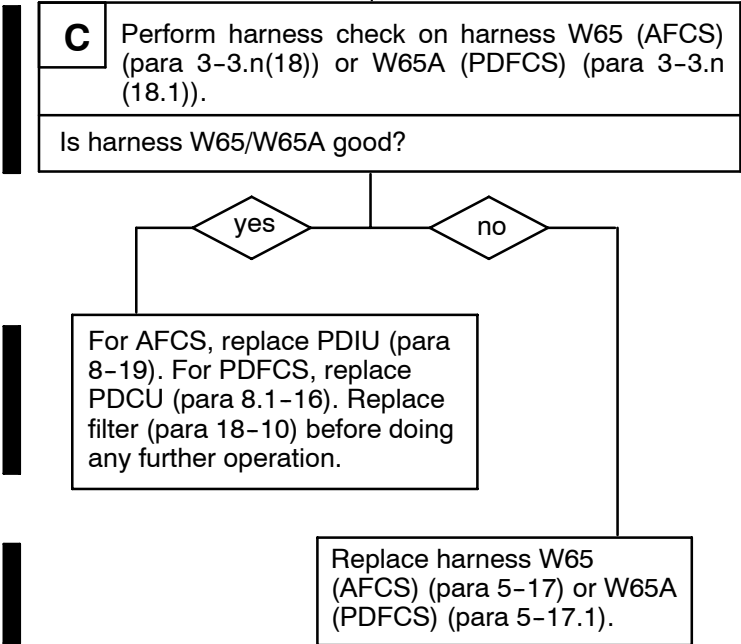 C
Perform harness check on harness W65 (AFCS)
(para 3-3.n(18)) or W65A (PDFCS) (para 3-3.n
(18.1)).
Is harness W65/W65A good?
yes
no
For AFCS, replace PDIU (para
8-19). For PDFCS, replace
PDCU (para 8.1-16). Replace
filter (para 18-10) before doing
any further operation.
Replace harness W65
(AFCS) (para 5-17) or W65A
(PDFCS) (para 5-17.1).